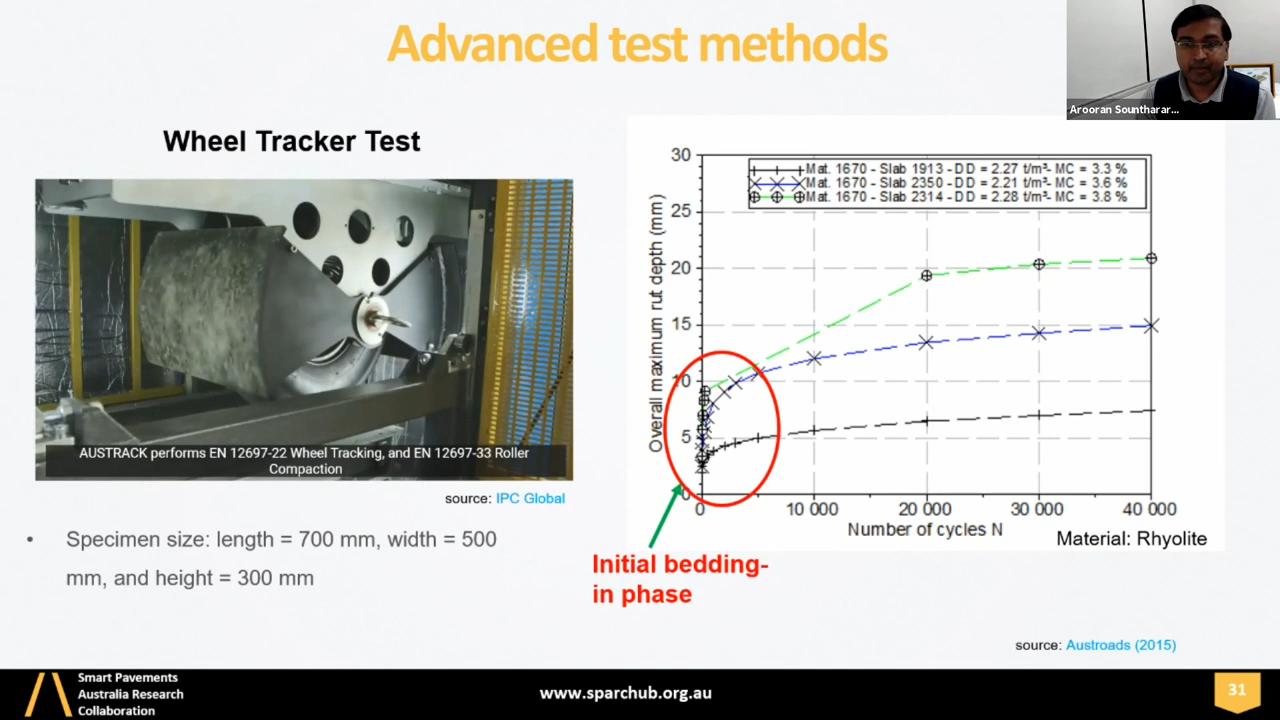 Advanced test methods
Arooran Sountharar...
Wheel Tracker Test
AUSTRACK performs EN 12697-22 Wheel Tracking, and EN 12697-33 Roller
Compaction
source: IPC Global
• Specimen size: length = 700 mm, width = 500
mm, and height = 300 mm
Mat. 1670 - Slab 1913 - DD = 2.27 t/m³- MC = 3.3 %
Mat. 1670 - Slab 2350 - DD = 2.21 t/m³- MC = 3.6 %
Mat. 1670 - Slab 2314 - DD = 2.28 t/m³- MC = 3.8 %
Overall maximum rut depth (mm)
30
25
20
15
10
5
0
0 10 000 20 000 30 000 40 000
Number of cycles N
Material: Rhyolite
Initial bedding-
in phase
source: Austroads (2015)
Smart Pavements
Australia Research
Collaboration
www.sparchub.org.au
31